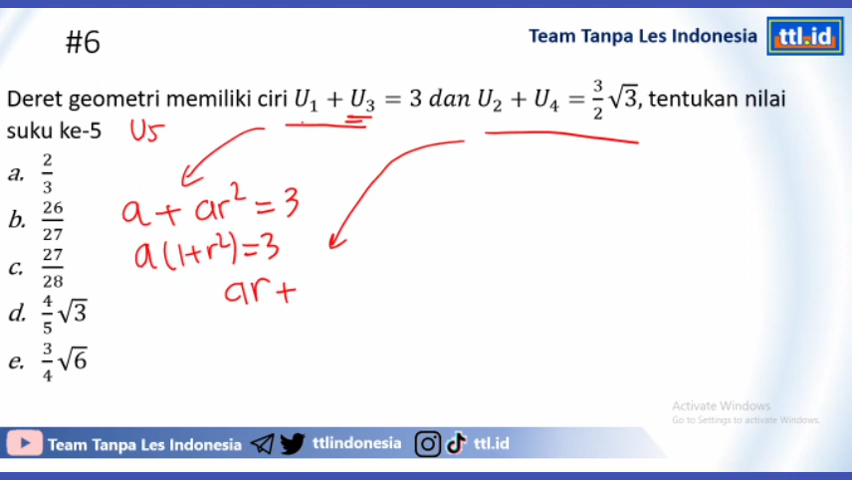 #6
Team Tanpa Les Indonesia
ttl.id
Deret geometri memiliki ciri U₁ + U₃ = 3 dan U₂ + U₄ = 3/2 √3, tentukan nilai
suku ke-5 U5
a. 2/3
b. 26/27
c. 27/28
d. 4/5 √3
e. 3/4 √6
a + ar² = 3
a(1+r²)=3
ar +
Activate Windows
Go to Settings to activate Windows.
Team Tanpa Les Indonesia ttlindonesia ttl.id